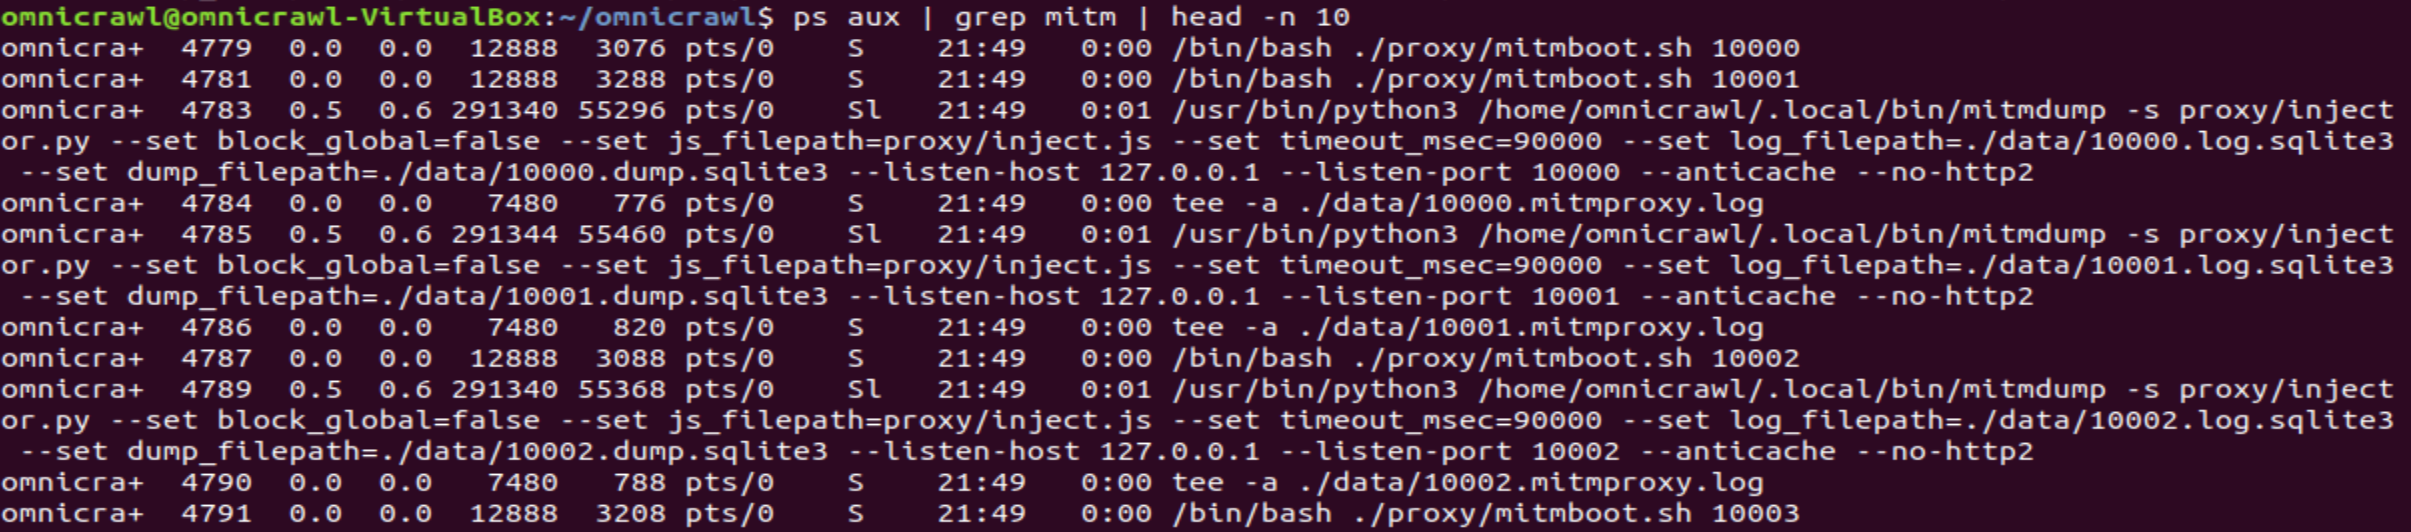 omnicrawl@omnicrawl-VirtualBox:~/omnicrawl$ ps aux | grep mitm | head -n 10
omnicra+  4779  0.0  0.0  12888  3076 pts/0    S    21:49   0:00 /bin/bash ./proxy/mitmboot.sh 10000
omnicra+  4781  0.0  0.0  12888  3288 pts/0    S    21:49   0:00 /bin/bash ./proxy/mitmboot.sh 10001
omnicra+  4783  0.5  0.6 291340 55296 pts/0    Sl   21:49   0:01 /usr/bin/python3 /home/omnicrawl/.local/bin/mitmdump -s proxy/inject
or.py --set block_global=false --set js_filepath=proxy/inject.js --set timeout_msec=90000 --set log_filepath=./data/10000.log.sqlite3
 --set dump_filepath=./data/10000.dump.sqlite3 --listen-host 127.0.0.1 --listen-port 10000 --anticache --no-http2
omnicra+  4784  0.0  0.0   7480   776 pts/0    S    21:49   0:00 tee -a ./data/10000.mitmproxy.log
omnicra+  4785  0.5  0.6 291344 55460 pts/0    Sl   21:49   0:01 /usr/bin/python3 /home/omnicrawl/.local/bin/mitmdump -s proxy/inject
or.py --set block_global=false --set js_filepath=proxy/inject.js --set timeout_msec=90000 --set log_filepath=./data/10001.log.sqlite3
 --set dump_filepath=./data/10001.dump.sqlite3 --listen-host 127.0.0.1 --listen-port 10001 --anticache --no-http2
omnicra+  4786  0.0  0.0   7480   820 pts/0    S    21:49   0:00 tee -a ./data/10001.mitmproxy.log
omnicra+  4787  0.0  0.0  12888  3088 pts/0    S    21:49   0:00 /bin/bash ./proxy/mitmboot.sh 10002
omnicra+  4789  0.5  0.6 291340 55368 pts/0    Sl   21:49   0:01 /usr/bin/python3 /home/omnicrawl/.local/bin/mitmdump -s proxy/inject
or.py --set block_global=false --set js_filepath=proxy/inject.js --set timeout_msec=90000 --set log_filepath=./data/10002.log.sqlite3
 --set dump_filepath=./data/10002.dump.sqlite3 --listen-host 127.0.0.1 --listen-port 10002 --anticache --no-http2
omnicra+  4790  0.0  0.0   7480   788 pts/0    S    21:49   0:00 tee -a ./data/10002.mitmproxy.log
omnicra+  4791  0.0  0.0  12888  3208 pts/0    S    21:49   0:00 /bin/bash ./proxy/mitmboot.sh 10003